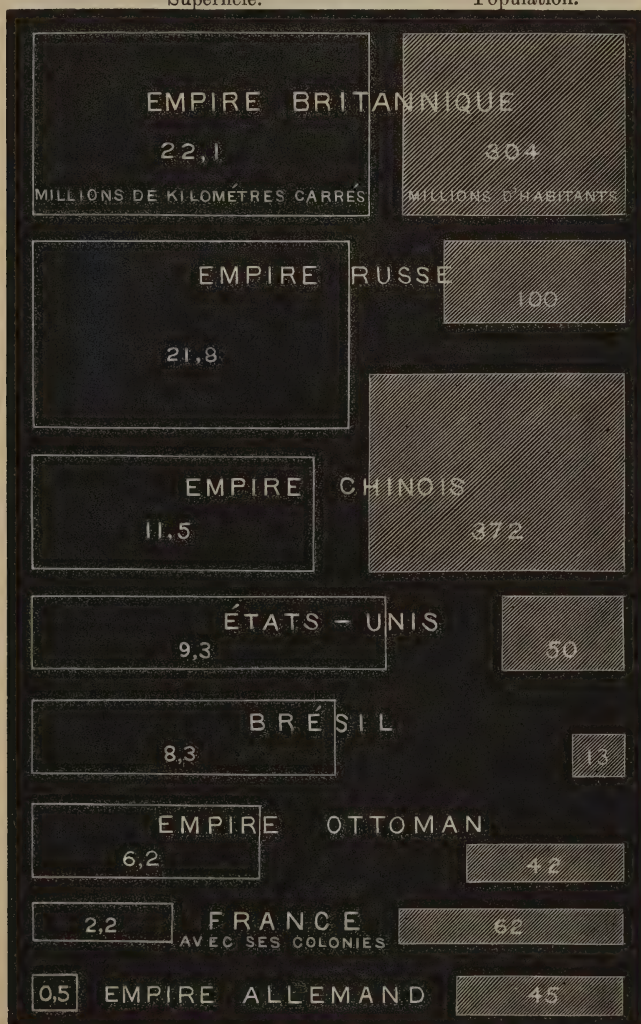 Superficie. Population.
EMPIRE BRITANNIQUE
22,1 304
MILLIONS DE KILOMÉTRES CARRÉS MILLIONS D'HABITANTS
EMPIRE RUSSE
100
21,8
EMPIRE CHINOIS
11,5 372
ÉTATS – UNIS
9,3 50
BRÉSIL
8,3 13
EMPIRE OTTOMAN
6,2 42
2,2 FRANCE 62
AVEC SES COLONIES
0,5 EMPIRE ALLEMAND 45